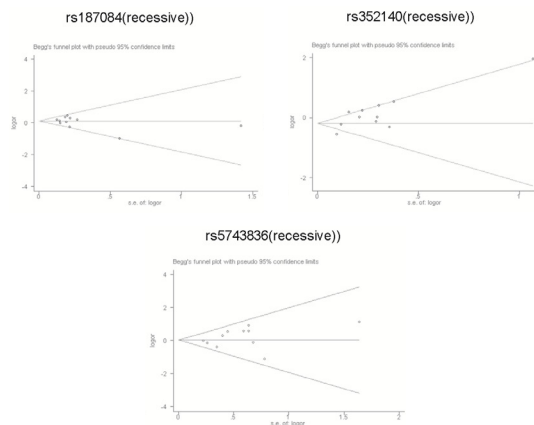 rs187084(recessive))
Begg's funnel plot with pseudo 95% confidence limits
logor
4
2
0
-2
-4
0
.5
1
1.5
s.e. of: logor
rs352140(recessive))
Begg's funnel plot with pseudo 95% confidence limits
logor
2
0
-2
0
.5
1
s.e. of: logor
rs5743836(recessive))
Begg's funnel plot with pseudo 95% confidence limits
logor
4
2
0
-2
-4
0
.5
1
1.5
2
s.e. of: logor